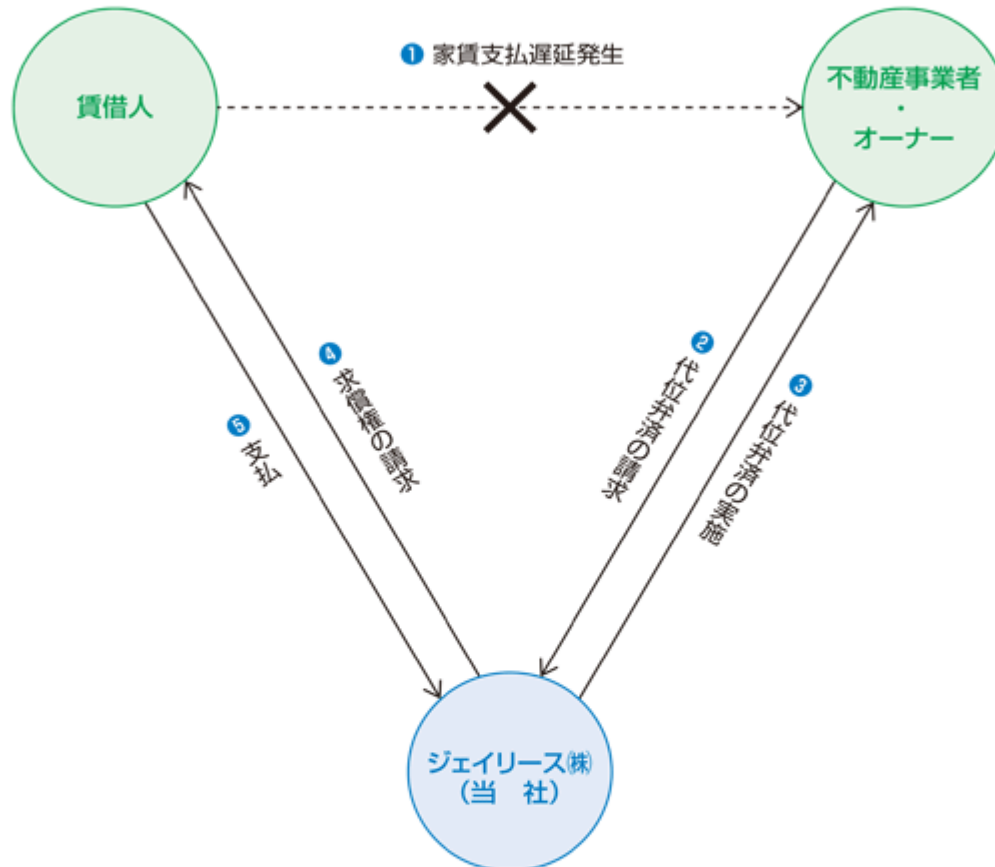 ❶ 家賃支払遅延発生
賃借人
不動産事業者
・
オーナー
❷ 代位弁済の請求
❸ 代位弁済の実施
❹ 求償権の請求
❺ 支払
ジェイリース㈱
(当　社)